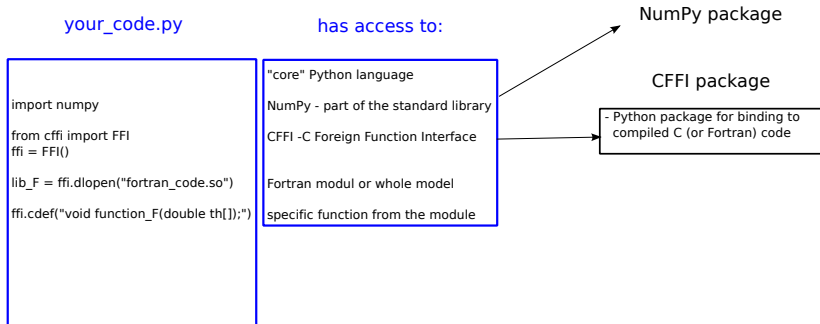 your_code.py
import numpy
from cffi import FFI
ffi = FFI()
lib_F = ffi.dlopen("fortran_code.so")
ffi.cdef("void function_F(double th[]);")
has access to:
"core" Python language
NumPy - part of the standard library
CFFI -C Foreign Function Interface
Fortran modul or whole model
specific function from the module
NumPy package
CFFI package
- Python package for binding to
compiled C (or Fortran) code